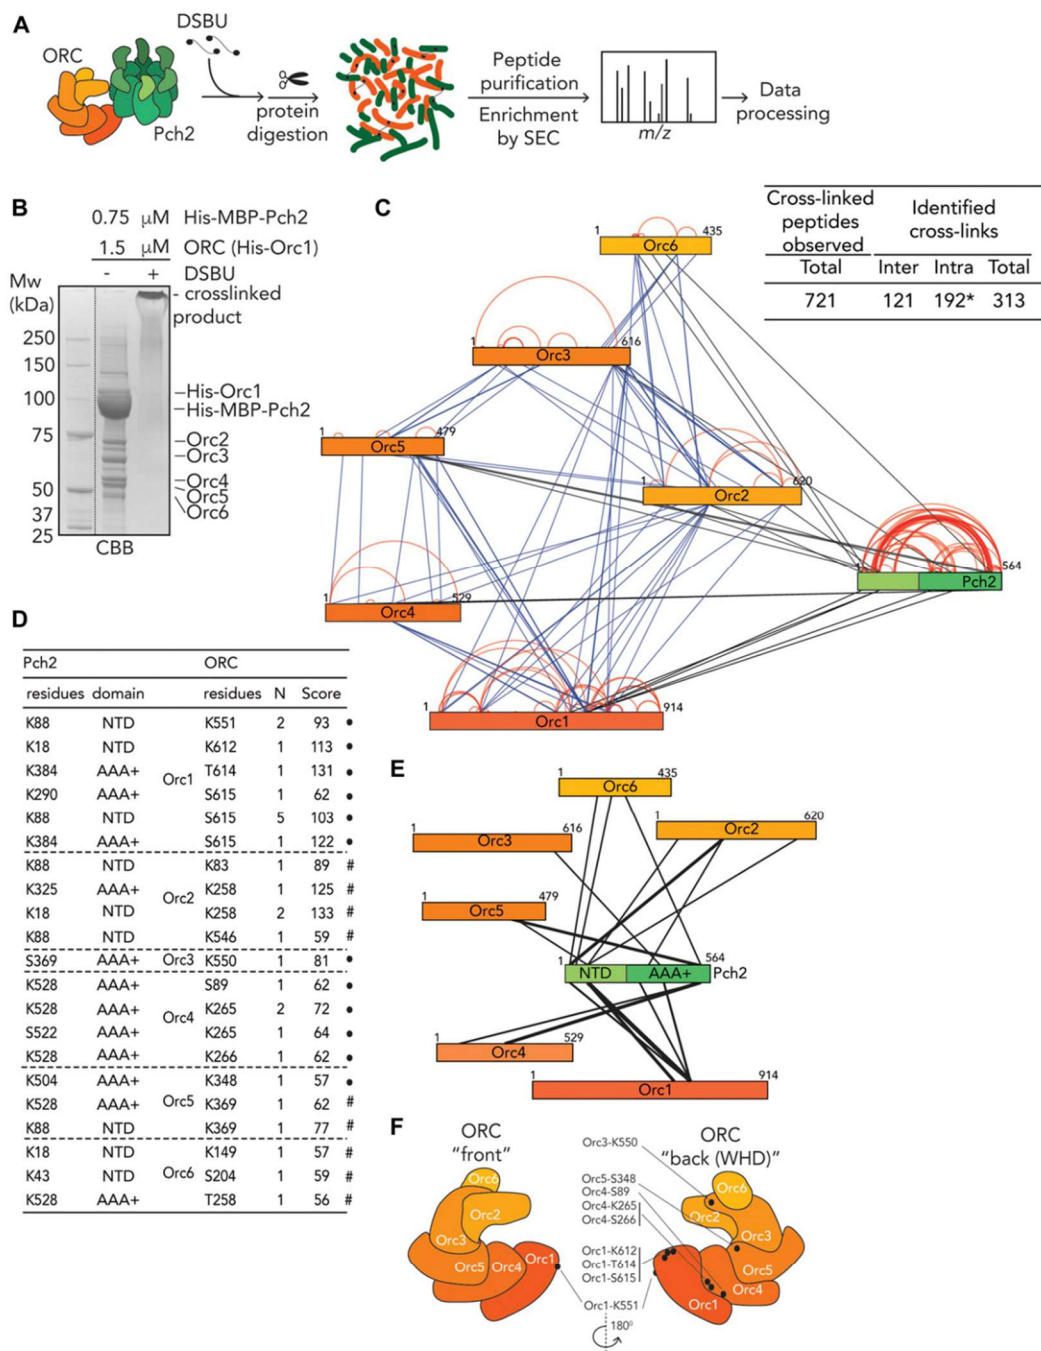 A
DSBU
ORC
Pch2
protein
digestion
Peptide
purification
Enrichment
by SEC
m/z
Data
processing
B
0.75 μM His-MBP-Pch2
1.5 μM ORC (His-Orc1)
- + DSBU
Mw
(kDa)
- crosslinked
product
250
150
100
75
50
37
25
His-Orc1
His-MBP-Pch2
Orc2
Orc3
Orc4
Orc5
Orc6
CBB
C
Cross-linked
peptides
observed
Identified
cross-links
Total Inter Intra Total
721 121 192* 313
1 435
Orc6
1 616
Orc3
1 479
Orc5
1 620
Orc2
1 564
Pch2
1 529
Orc4
1 914
Orc1
D
Pch2 ORC
residues domain residues N Score
K88 NTD K551 2 93 •
K18 NTD K612 1 113 •
K384 AAA+ T614 1 131 •
Orc1
K290 AAA+ S615 1 62 •
K88 NTD S615 5 103 •
K384 AAA+ S615 1 122 •
K88 NTD K83 1 89 #
K325 AAA+ K258 1 125 #
Orc2
K18 NTD K258 2 133 #
K88 NTD K546 1 59 #
S369 AAA+ Orc3 K550 1 81 •
K528 AAA+ S89 1 62 •
K528 AAA+ K265 2 72 •
Orc4
S522 AAA+ K265 1 64 •
K528 AAA+ K266 1 62 •
K504 AAA+ K348 1 57 •
K528 AAA+ Orc5 K369 1 62 #
K88 NTD K369 1 77 #
K18 NTD K149 1 57 #
K43 NTD Orc6 S204 1 59 #
K528 AAA+ T258 1 56 #
E
1 435
Orc6
1 616
Orc3
1 620
Orc2
1 479
Orc5
1 564
NTD AAA+ Pch2
1 529
Orc4
1 914
Orc1
F
ORC
"front"
Orc6
Orc2
Orc3
Orc5
Orc4
Orc1
Orc3-K550
Orc5-S348
Orc4-S89
Orc4-K265
Orc4-S266
Orc1-K612
Orc1-T614
Orc1-S615
Orc1-K551
180⁰
ORC
"back (WHD)"
Orc6
Orc2
Orc3
Orc5
Orc4
Orc1